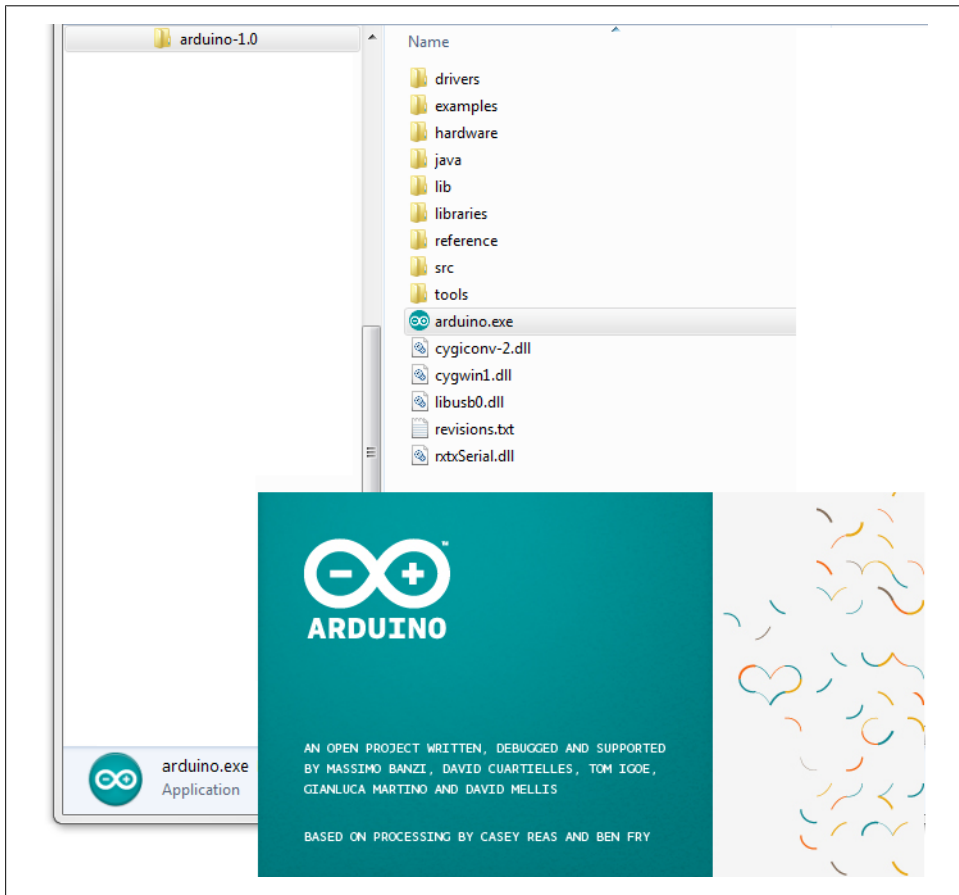 arduino-1.0
Name
drivers
examples
hardware
java
lib
libraries
reference
src
tools
arduino.exe
cygiconv-2.dll
cygwin1.dll
libusb0.dll
revisions.txt
rxtxSerial.dll
ARDUINO
™
AN OPEN PROJECT WRITTEN, DEBUGGED AND SUPPORTED
BY MASSIMO BANZI, DAVID CUARTIELLES, TOM IGOE,
GIANLUCA MARTINO AND DAVID MELLIS
BASED ON PROCESSING BY CASEY REAS AND BEN FRY
arduino.exe
Application